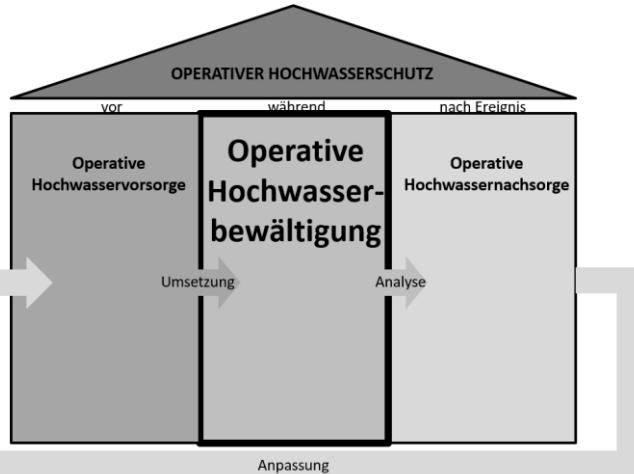 OPERATIVER HOCHWASSERSCHUTZ
vor während nach Ereignis
Operative
Hochwasservorsorge
Operative
Hochwasser-
bewältigung
Operative
Hochwassernachsorge
Umsetzung
Analyse
Anpassung